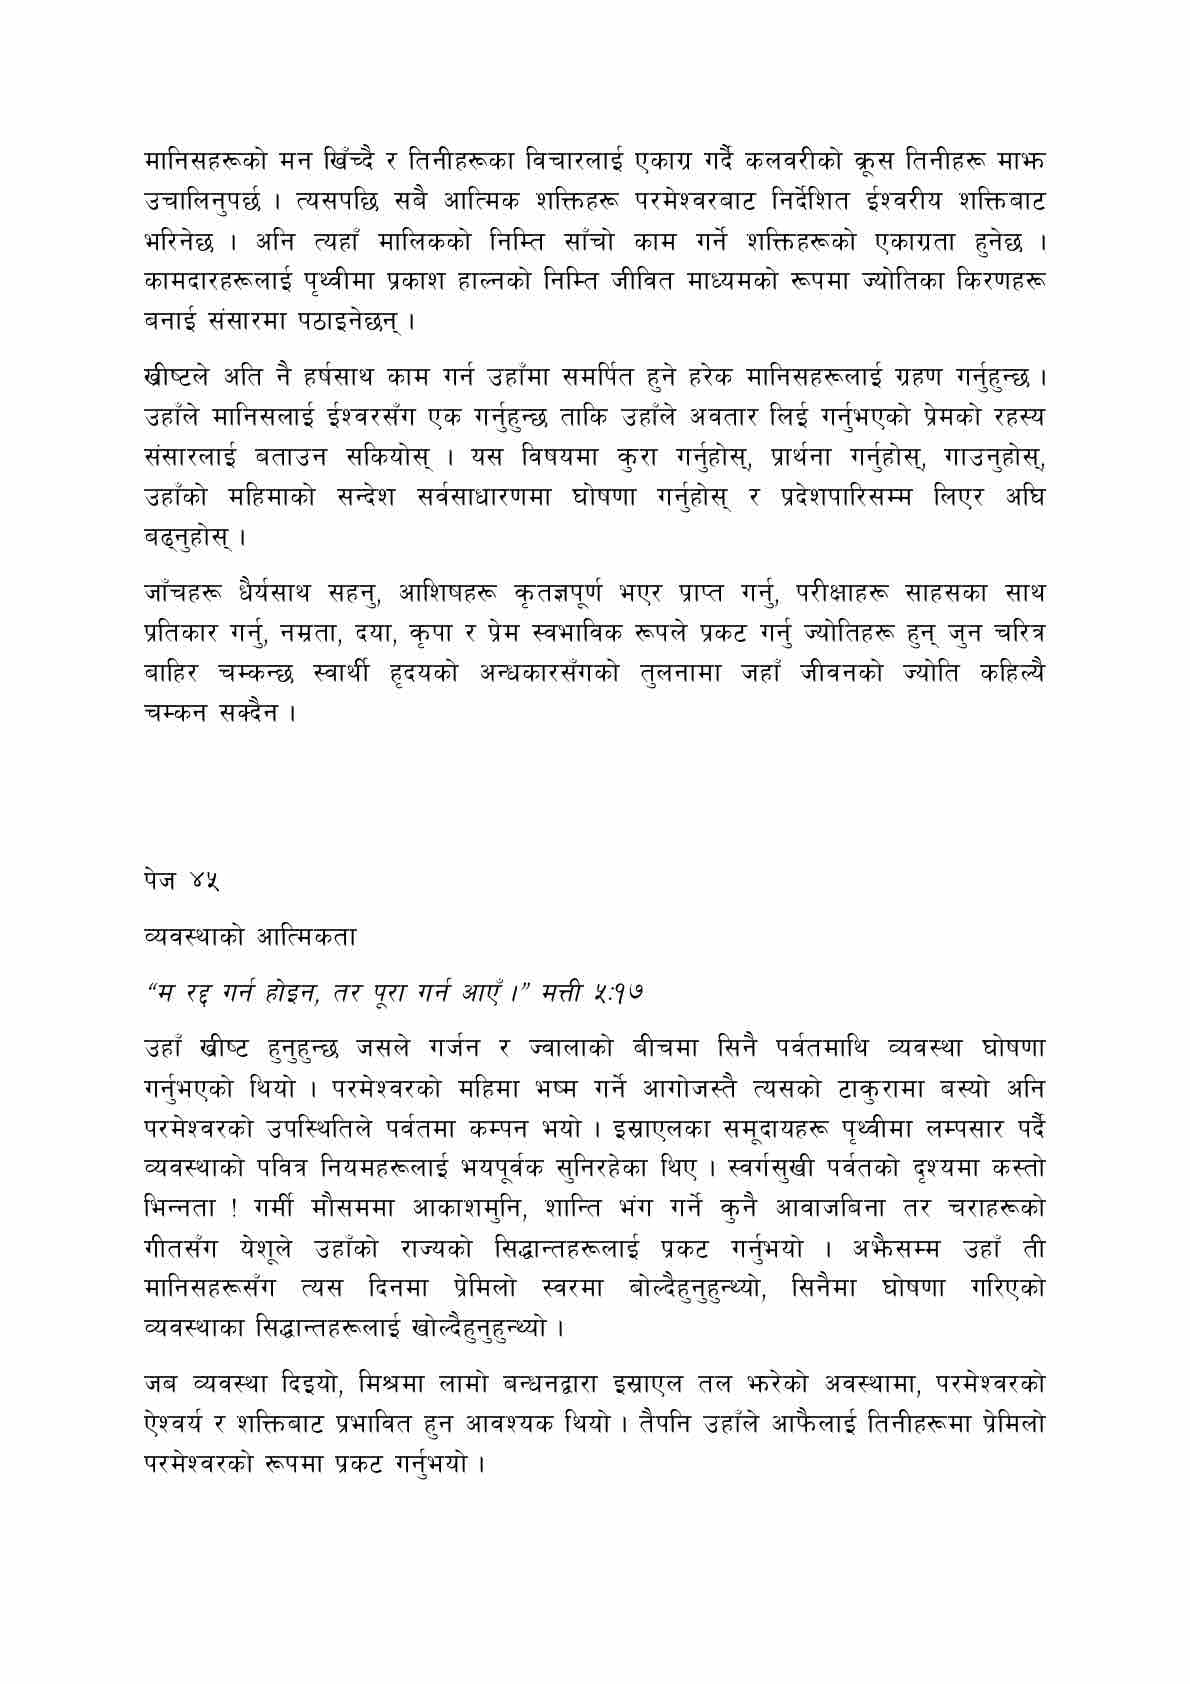 मानिसहरूको मन खिँच्दै र तिनीहरूका विचारलाई एकाग्र गर्दै कलवरीको क्रूस तिनीहरू माझ
उचालिनुपर्छ । त्यसपछि सबै आत्मिक शक्तिहरू परमेश्वरबाट निर्देशित ईश्वरीय शक्तिबाट
भरिनेछ । अनि त्यहाँ मालिकको निम्ति साँचो काम गर्ने शक्तिहरूको एकाग्रता हुनेछ ।
कामदारहरूलाई पृथ्वीमा प्रकाश हाल्नको निम्ति जीवित माध्यमको रूपमा ज्योतिका किरणहरू
बनाई संसारमा पठाइनेछन् ।
ख्रीष्टले अति नै हर्षसाथ काम गर्न उहाँमा समर्पित हुने हरेक मानिसहरूलाई ग्रहण गर्नुहुन्छ ।
उहाँले मानिसलाई ईश्वरसँग एक गर्नुहुन्छ ताकि उहाँले अवतार लिई गर्नुभएको प्रेमको रहस्य
संसारलाई बताउन सकियोस् । यस विषयमा कुरा गर्नुहोस्, प्रार्थना गर्नुहोस्, गाउनुहोस्,
उहाँको महिमाको सन्देश सर्वसाधारणमा घोषणा गर्नुहोस् र प्रदेशपारिसम्म लिएर अघि
बढ्नुहोस् ।
जाँचहरू धैर्यसाथ सहनु, आशिषहरू कृतज्ञपूर्ण भएर प्राप्त गर्नु, परीक्षाहरू साहसका साथ
प्रतिकार गर्नु, नम्रता, दया, कृपा र प्रेम स्वभाविक रूपले प्रकट गर्नु ज्योतिहरू हुन् जुन चरित्र
बाहिर चम्कन्छ स्वार्थी हृदयको अन्धकारसँगको तुलनामा जहाँ जीवनको ज्योति कहिल्यै
चम्कन सक्दैन ।
पेज ४५
व्यवस्थाको आत्मिकता
“म रद्द गर्न होइन, तर पूरा गर्न आएँ ।” मत्ती ५:१७
उहाँ ख्रीष्ट हुनुहुन्छ जसले गर्जन र ज्वालाको बीचमा सिनै पर्वतमाथि व्यवस्था घोषणा
गर्नुभएको थियो । परमेश्वरको महिमा भष्म गर्ने आगोजस्तै त्यसको टाकुरामा बस्यो अनि
परमेश्वरको उपस्थितिले पर्वतमा कम्पन भयो । इस्राएलका समूदायहरू पृथ्वीमा लम्पसार पर्दै
व्यवस्थाको पवित्र नियमहरूलाई भयपूर्वक सुनिरहेका थिए । स्वर्गसुखी पर्वतको दृश्यमा कस्तो
भिन्नता ! गर्मी मौसममा आकाशमुनि, शान्ति भंग गर्ने कुनै आवाजबिना तर चराहरूको
गीतसँग येशूले उहाँको राज्यको सिद्धान्तहरूलाई प्रकट गर्नुभयो । अझैसम्म उहाँ ती
मानिसहरूसँग त्यस दिनमा प्रेमिलो स्वरमा बोल्दैहुनुहुन्थ्यो, सिनैमा घोषणा गरिएको
व्यवस्थाका सिद्धान्तहरूलाई खोल्दैहुनुहुन्थ्यो ।
जब व्यवस्था दिइयो, मिश्रमा लामो बन्धनद्वारा इस्राएल तल झरेको अवस्थामा, परमेश्वरको
ऐश्वर्य र शक्तिबाट प्रभावित हुन आवश्यक थियो । तैपनि उहाँले आफैलाई तिनीहरूमा प्रेमिलो
परमेश्वरको रूपमा प्रकट गर्नुभयो ।